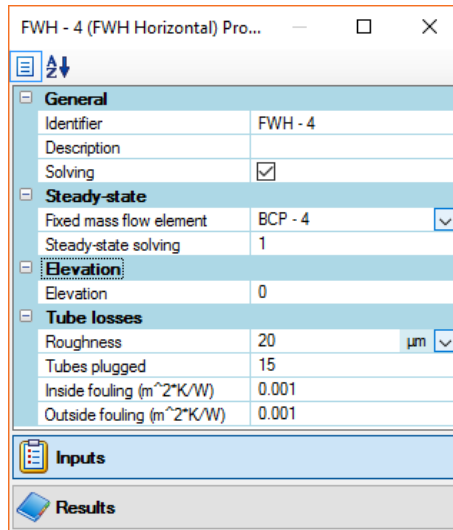 FWH - 4 (FWH Horizontal) Pro...
General
Identifier FWH - 4
Description
Solving
Steady-state
Fixed mass flow element BCP - 4
Steady-state solving 1
Elevation
Elevation 0
Tube losses
Roughness 20 µm
Tubes plugged 15
Inside fouling (m^2*K/W) 0.001
Outside fouling (m^2*K/W) 0.001
Inputs
Results